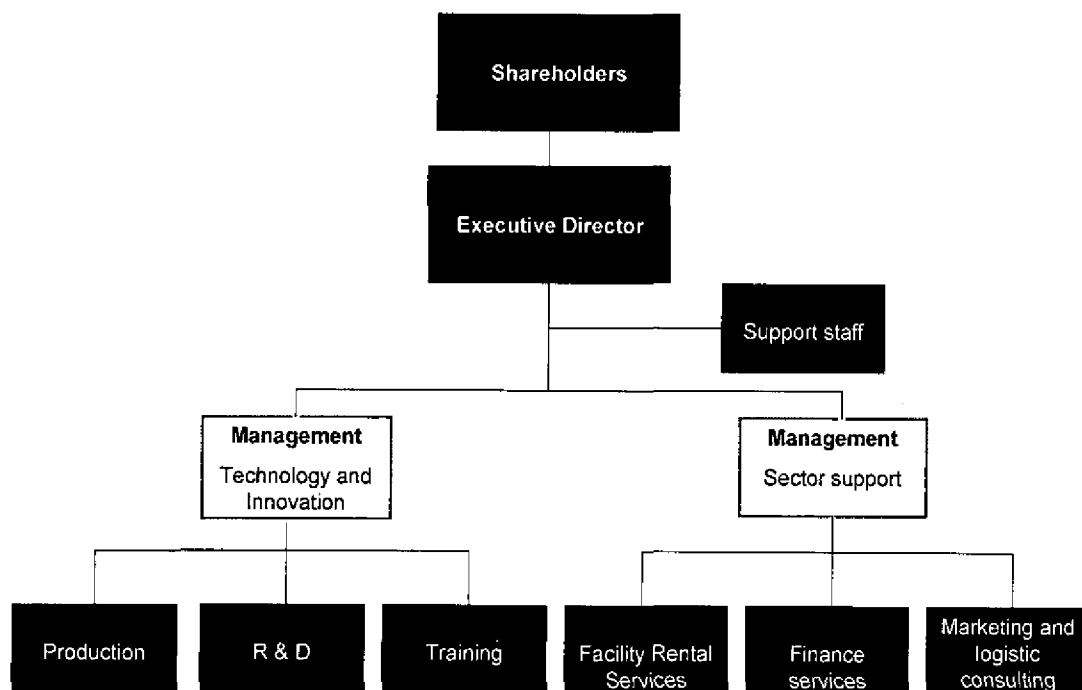 Shareholders
Executive Director
Support staff
Management
Technology and
Innovation
Management
Sector support
Production
R & D
Training
Facility Rental
Services
Finance
services
Marketing and
logistic
consulting